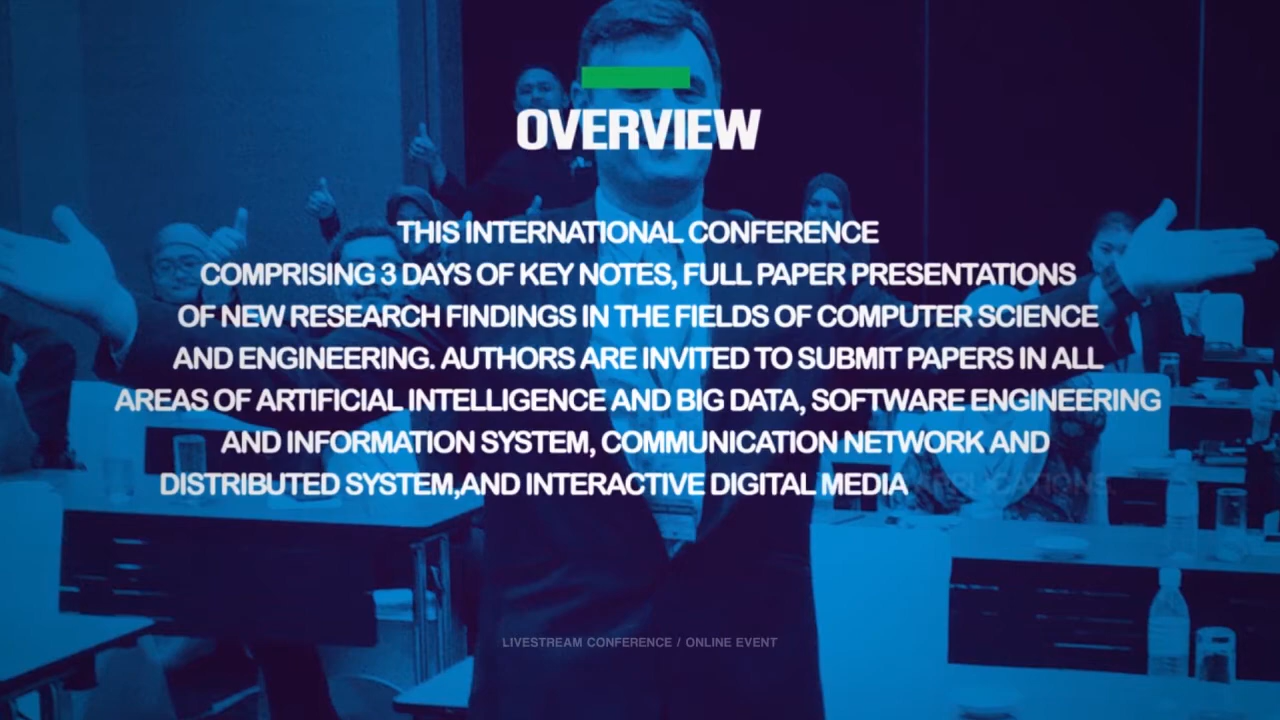 OVERVIEW
THIS INTERNATIONAL CONFERENCE
COMPRISING 3 DAYS OF KEY NOTES, FULL PAPER PRESENTATIONS
OF NEW RESEARCH FINDINGS IN THE FIELDS OF COMPUTER SCIENCE
AND ENGINEERING. AUTHORS ARE INVITED TO SUBMIT PAPERS IN ALL
AREAS OF ARTIFICIAL INTELLIGENCE AND BIG DATA, SOFTWARE ENGINEERING
AND INFORMATION SYSTEM, COMMUNICATION NETWORK AND
DISTRIBUTED SYSTEM,AND INTERACTIVE DIGITAL MEDIA APPLICATIONS.
LIVESTREAM CONFERENCE / ONLINE EVENT